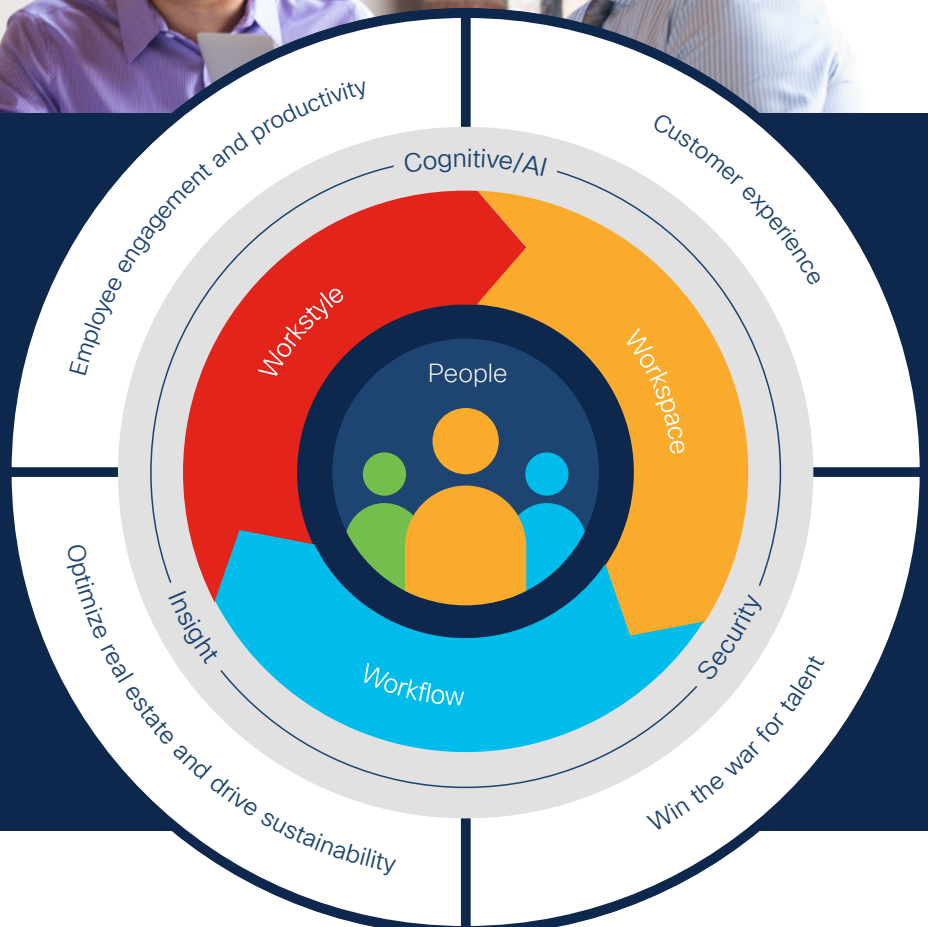 Employee engagement and productivity
Customer experience
Cognitive/AI
Workstyle
Workspace
People
Insight
Security
Workflow
Optimize real estate and drive sustainability
Win the war for talent